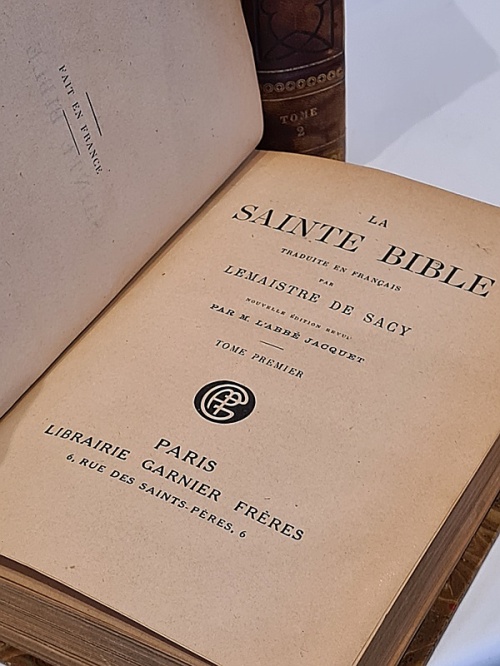 FAIT EN FRANCE
TOME
2
LA
SAINTE BIBLE
TRADUITE EN FRANÇAIS
PAR
LEMAISTRE DE SACY
NOUVELLE ÉDITION REVUE
PAR M. L'ABBÉ JACQUET
TOME PREMIER
PARIS
LIBRAIRIE GARNIER FRÈRES
6, RUE DES SAINTS-PÈRES, 6